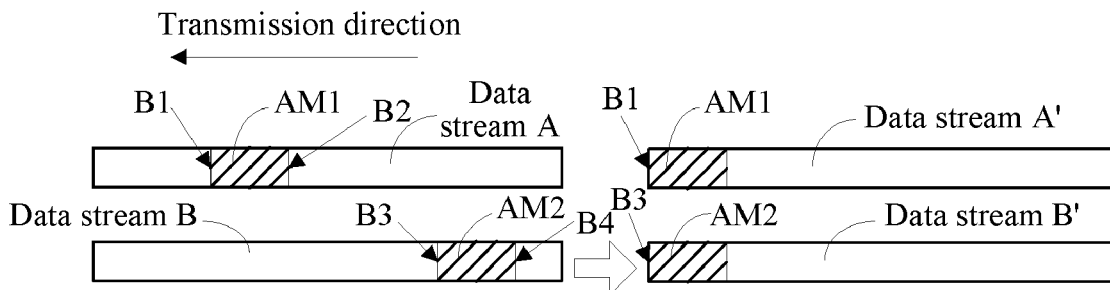 Transmission direction
B1
AM1
B2
Data
stream A
B1
AM1
Data stream A'
Data stream B
B3
AM2
B4
B3
AM2
Data stream B'